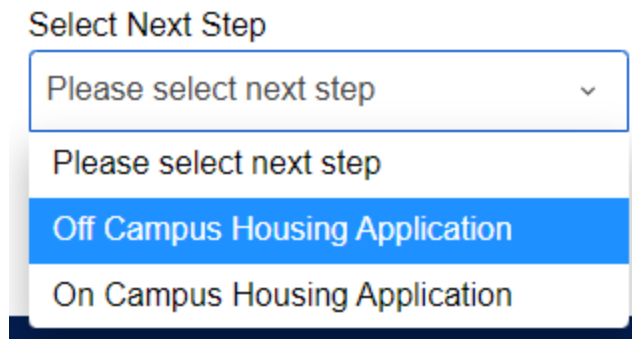 Select Next Step
Please select next step
Please select next step
Off Campus Housing Application
On Campus Housing Application